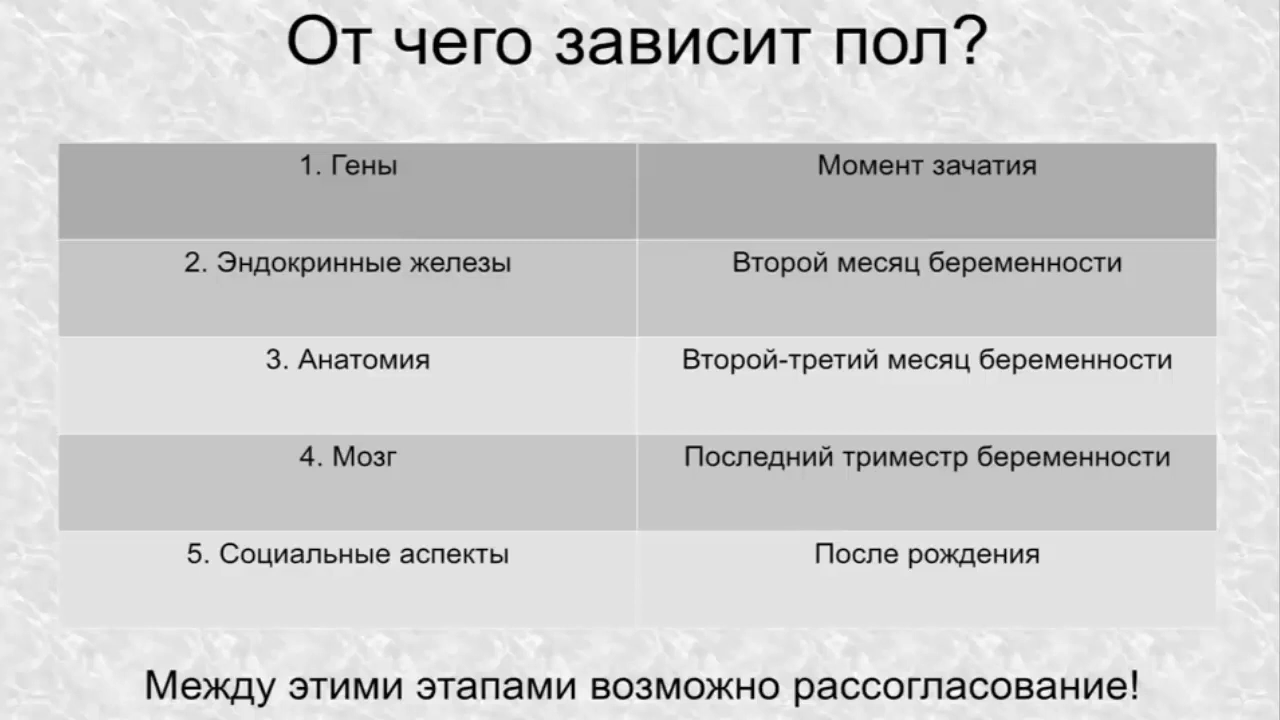 От чего зависит пол?
1. Гены
Момент зачатия
2. Эндокринные железы
Второй месяц беременности
3. Анатомия
Второй-третий месяц беременности
4. Мозг
Последний триместр беременности
5. Социальные аспекты
После рождения
Между этими этапами возможно рассогласование!